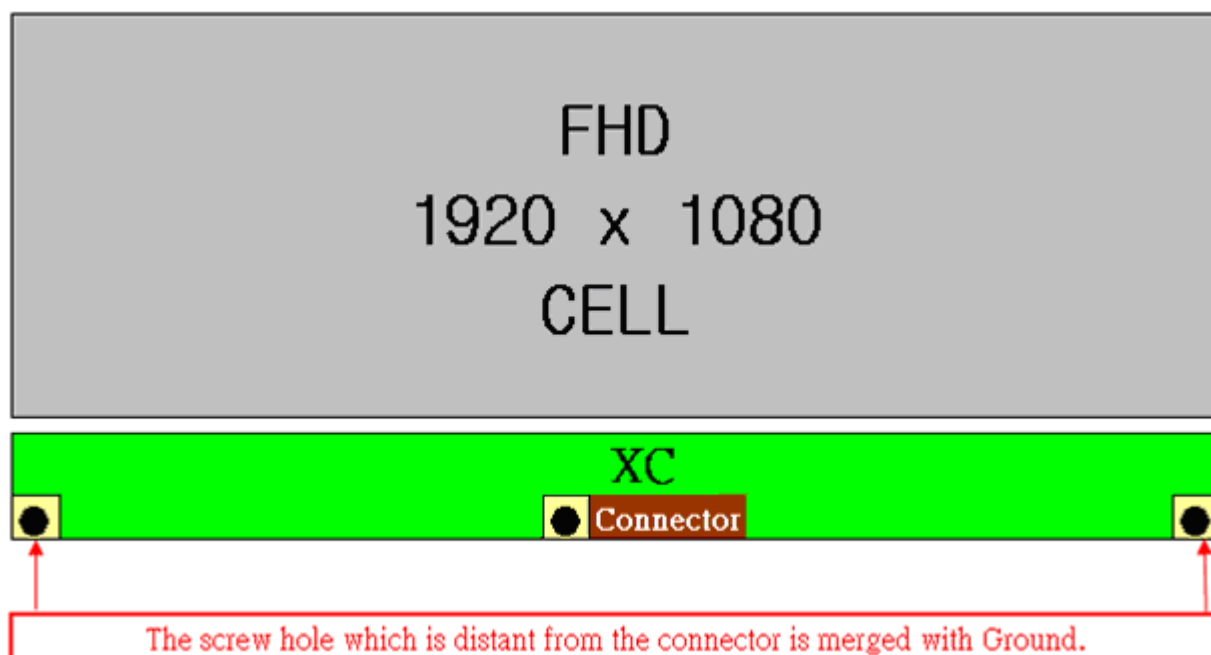 FHD
1920 x 1080
CELL
XC
Connector
The screw hole which is distant from the connector is merged with Ground.